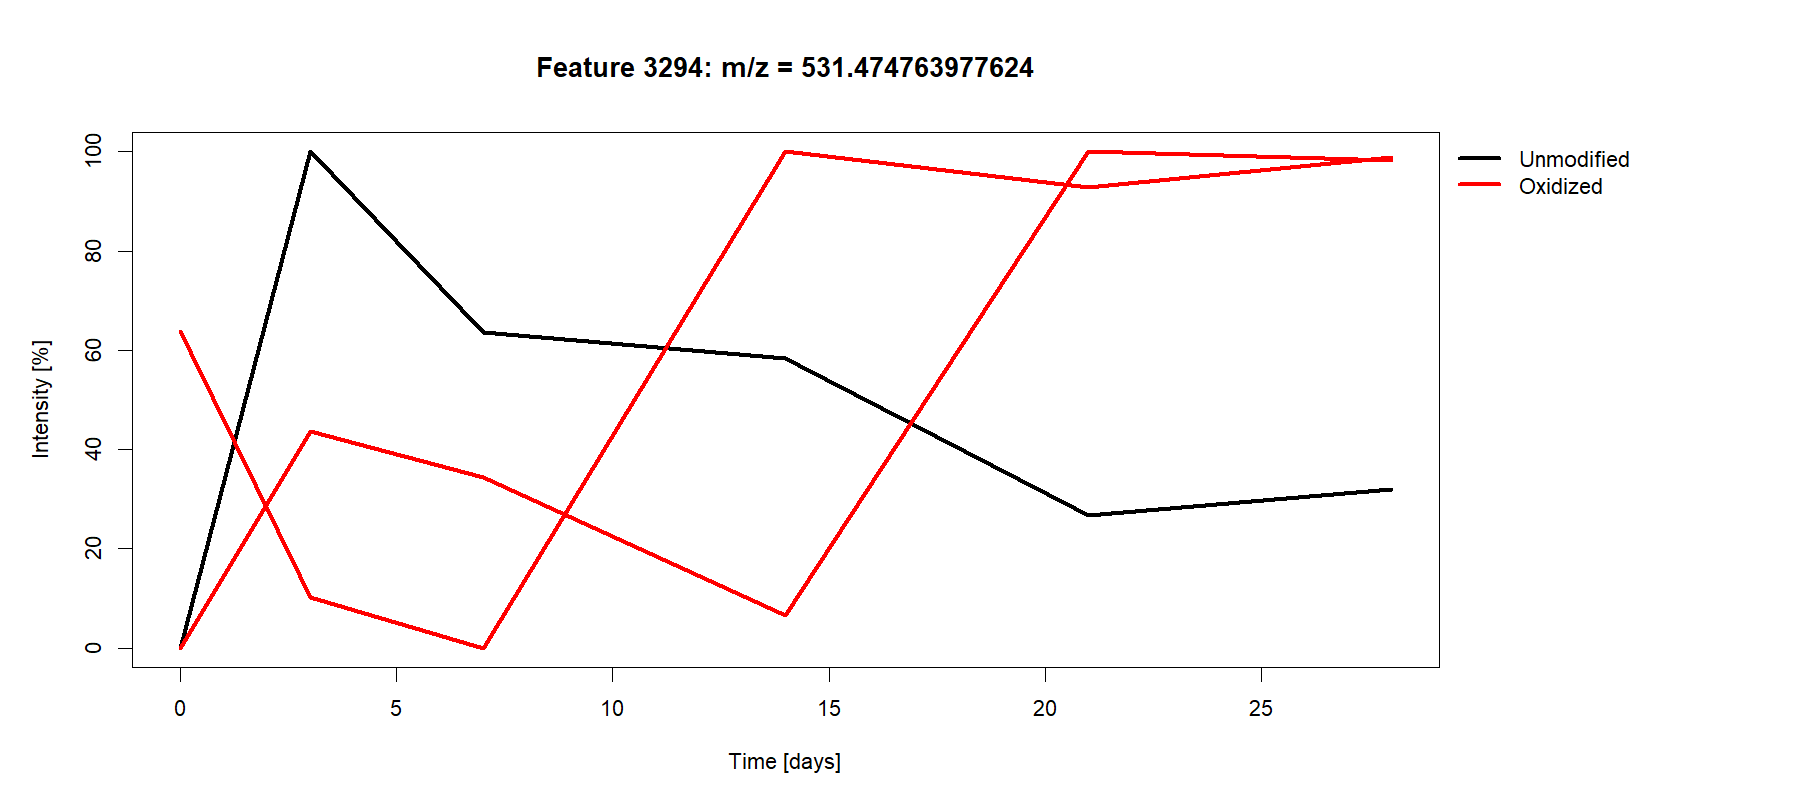 Feature 3294: m/z = 531.474763977624
Unmodified
Oxidized
Intensity [%]
100
80
60
40
20
0
0 5 10 15 20 25
Time [days]